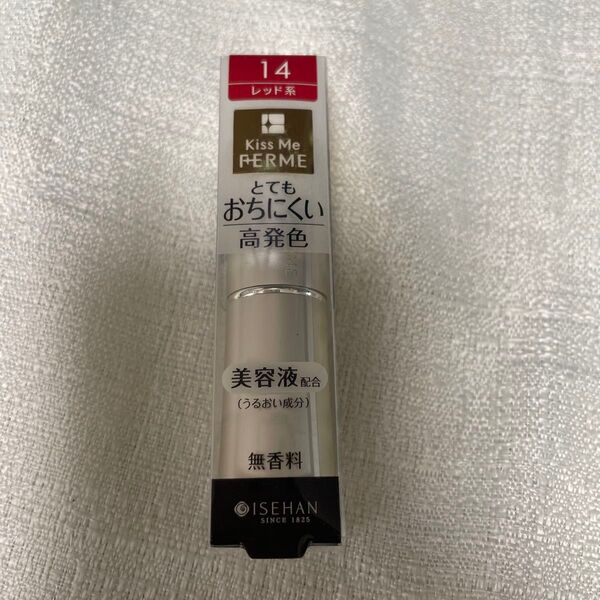 14
レッド系
Kiss Me
FERME
とても
おちにくい
高発色
美容液配合
(うるおい成分)
無香料
ISEHAN
SINCE 1825